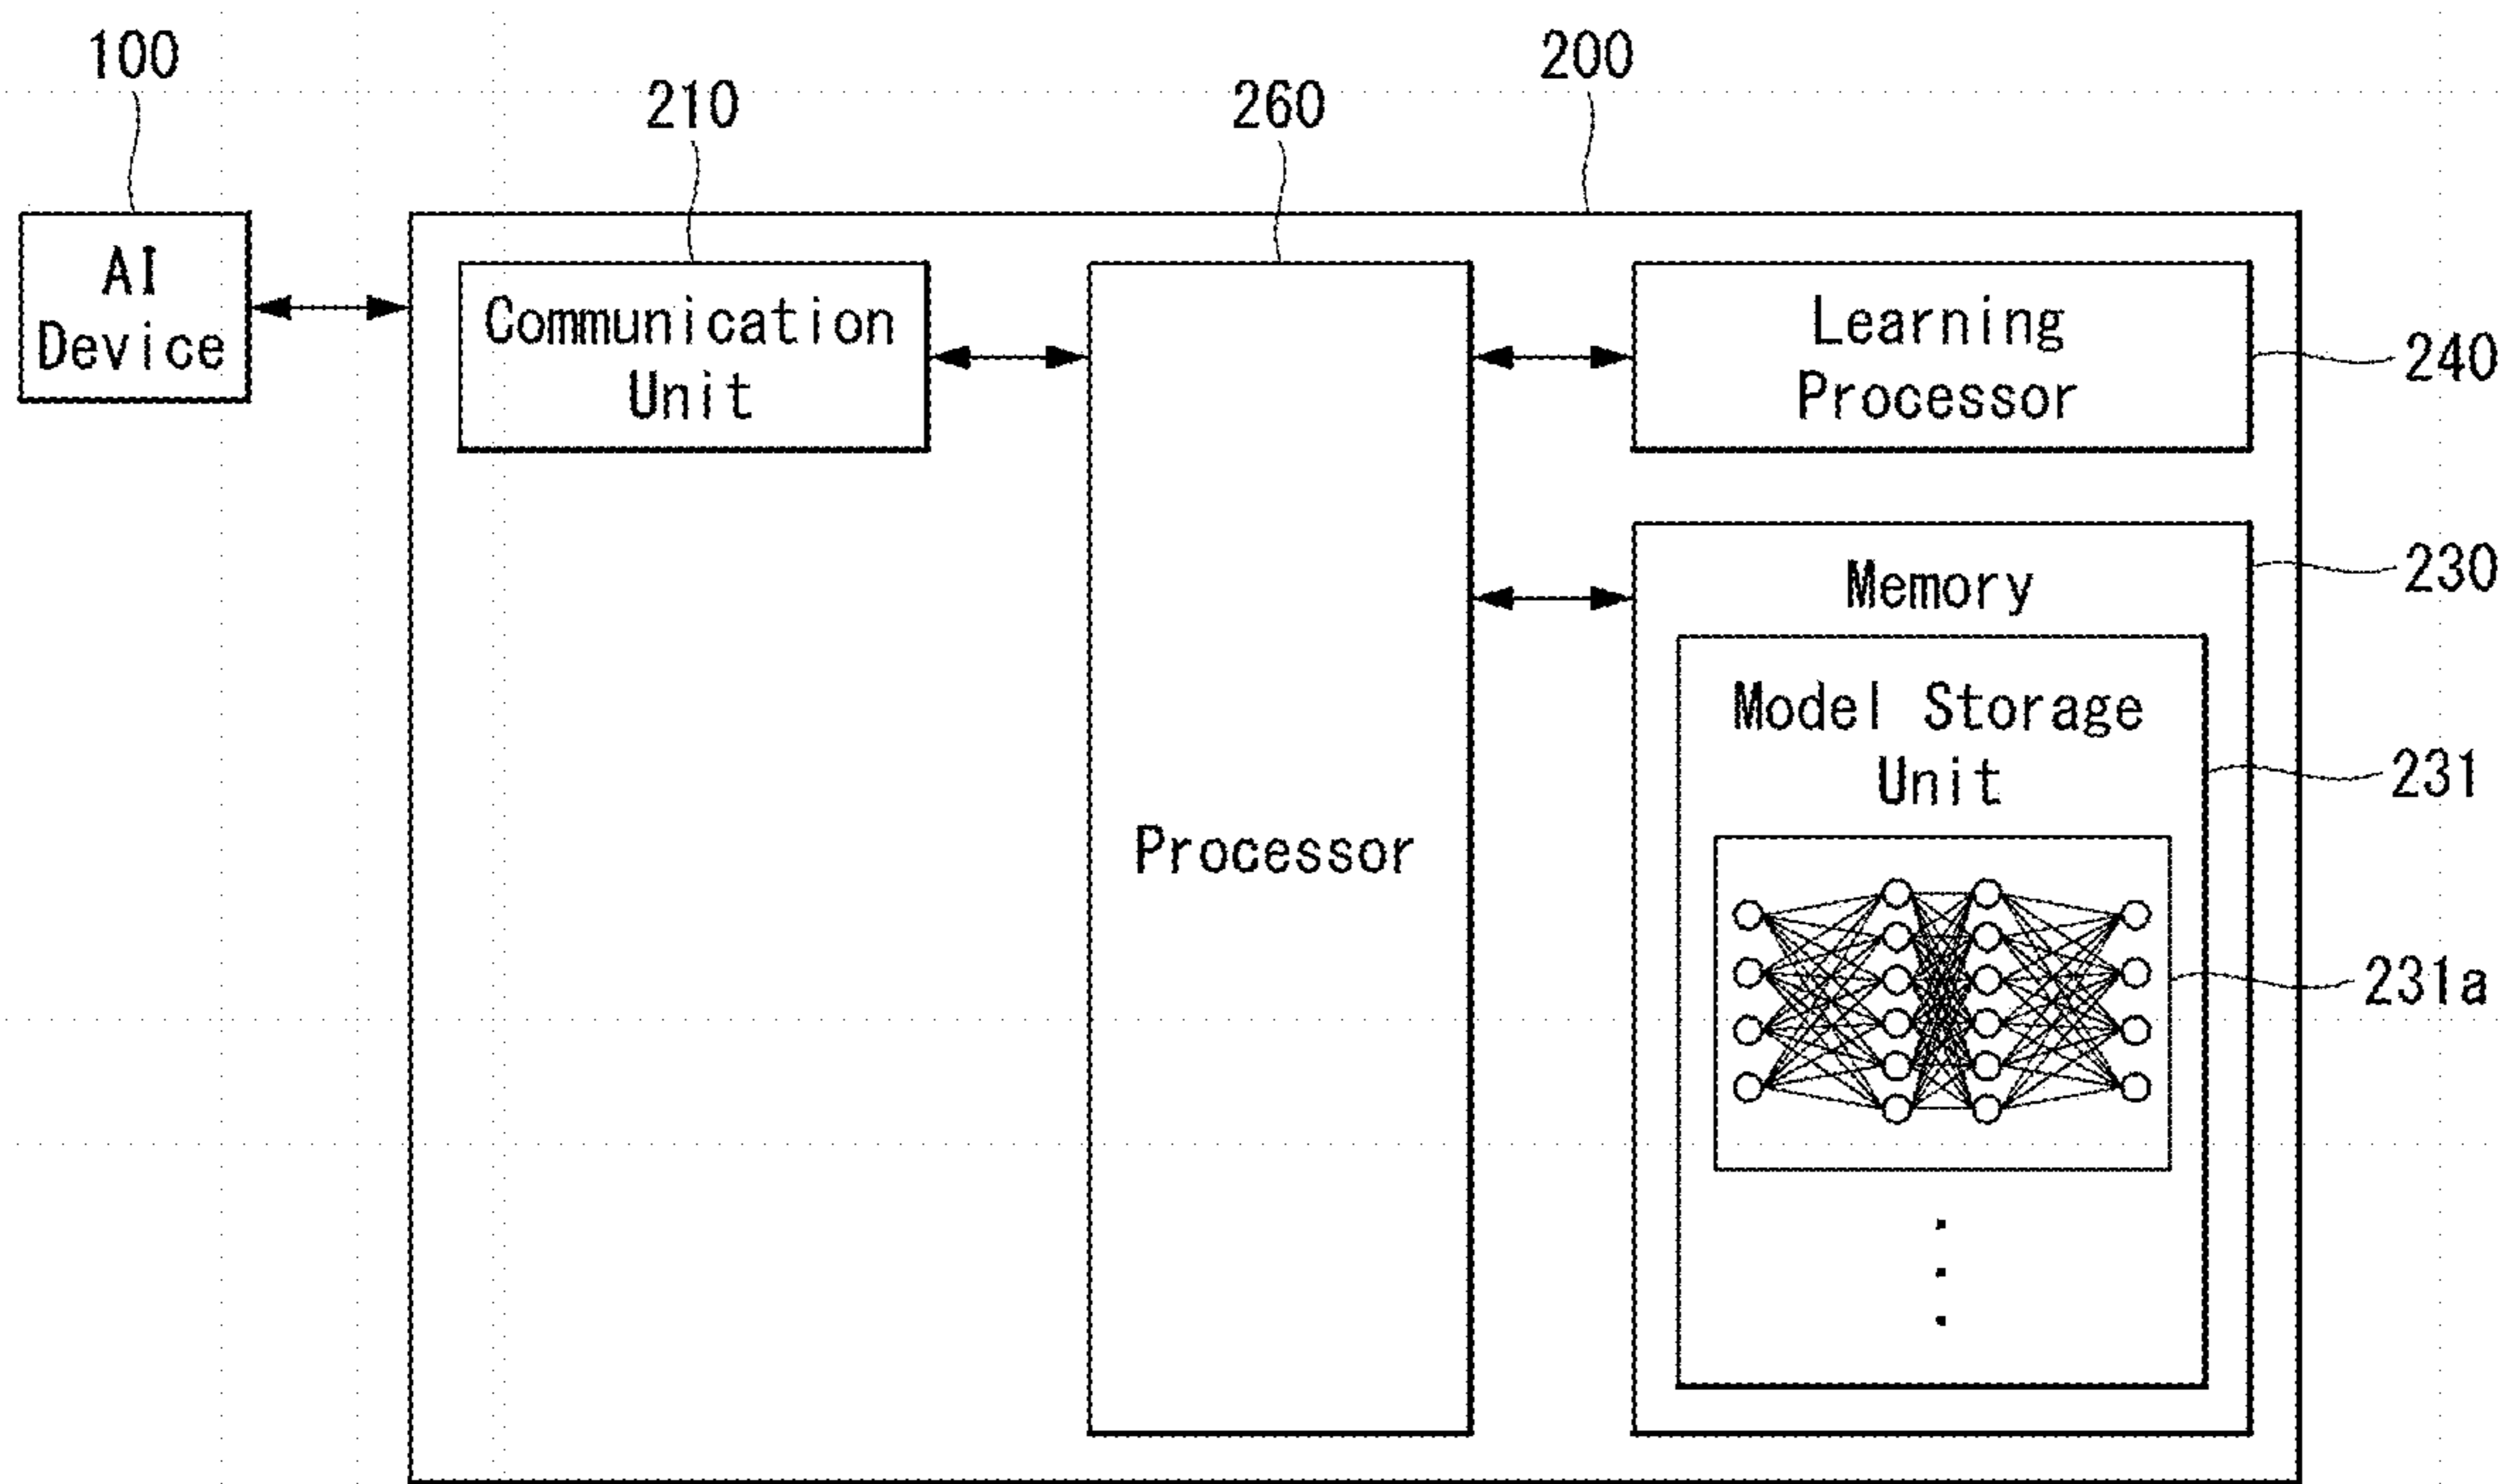 100
210
260
200
AI
Device
Communication
Unit
Learning
Processor
240
Memory
230
Model Storage
Unit
231
Processor
231a